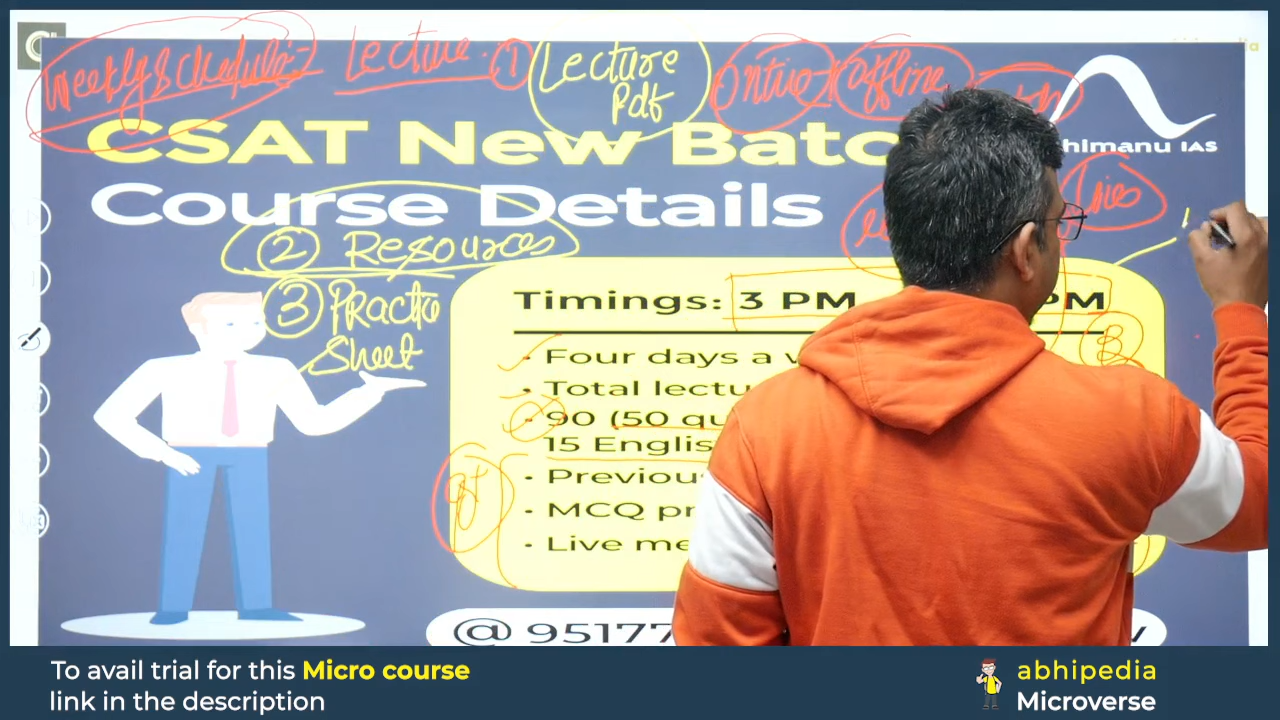 Weekly Schedule Lecture. ① Lecture Pdf Online Offline
CSAT New Batc
himanu IAS
Course Details
② Resources
③ Practice Sheet
Timings: 3 PM PM
• Four days a
• Total lectu
• 90 (50 qu
15 Englis
• Previou
• MCQ pr
• Live me
@ 95177
To avail trial for this Micro course
link in the description
abhipedia
Microverse